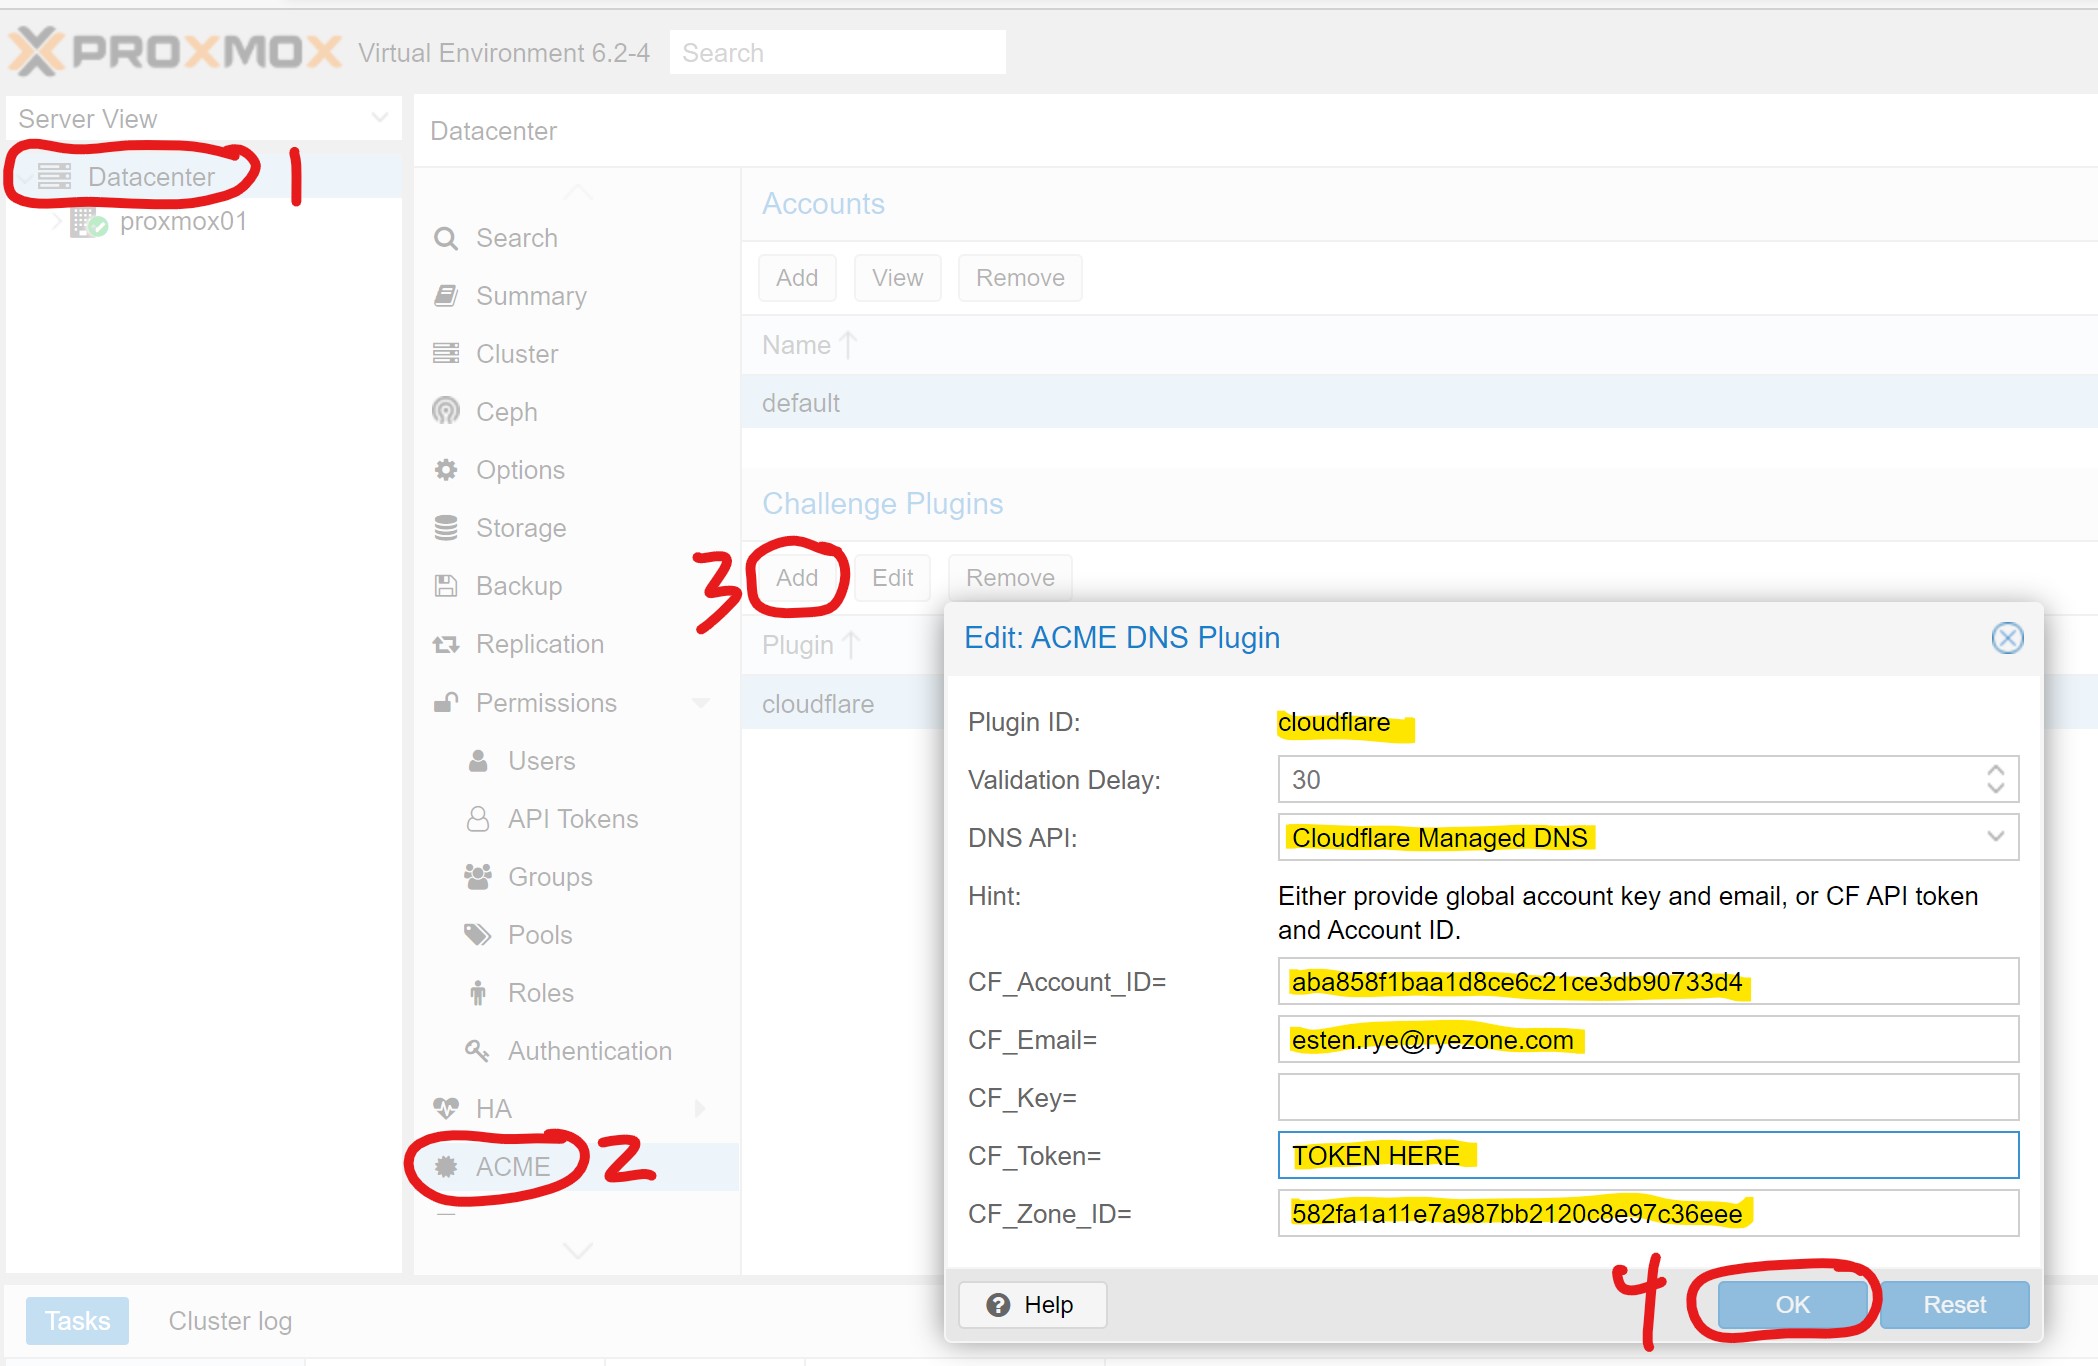 PROXMOX Virtual Environment 6.2-4 Search
Server View
Datacenter 1
proxmox01
Datacenter
Search
Summary
Cluster
Ceph
Options
Storage
Backup
Replication
Permissions
Users
API Tokens
Groups
Pools
Roles
Authentication
HA
ACME 2
Accounts
Add View Remove
Name
default
Challenge Plugins
3 Add Edit Remove
Plugin
cloudflare
Edit: ACME DNS Plugin
Plugin ID: cloudflare
Validation Delay: 30
DNS API: Cloudflare Managed DNS
Hint: Either provide global account key and email, or CF API token
and Account ID.
CF_Account_ID= aba858f1baa1d8ce6c21ce3db90733d4
CF_Email= esten.rye@ryezone.com
CF_Key=
CF_Token= TOKEN HERE
CF_Zone_ID= 582fa1a11e7a987bb2120c8e97c36eee
Help 4 OK Reset
Tasks Cluster log